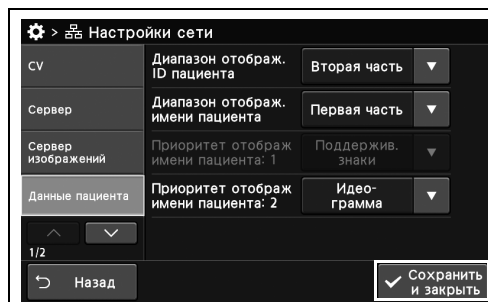 > Настройки сети
CV
Диапазон отображ.
ID пациента
Вторая часть
Сервер
Диапазон отображ.
имени пациента
Первая часть
Сервер
изображений
Приоритет отображ
имени пациента: 1
Поддержив.
знаки
Данные пациента
Приоритет отображ
имени пациента: 2
Идео-
грамма
1/2
Назад
Сохранить
и закрыть